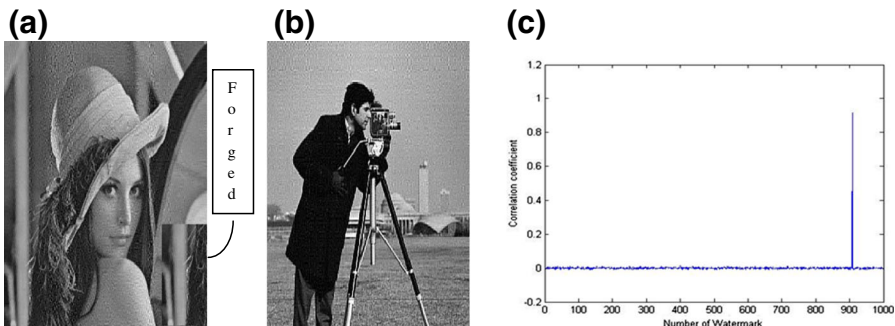 (a)
(b)
(c)
F
o
r
g
e
d
Correlation coefficient
1.2
1
0.8
0.6
0.4
0.2
0
-0.2
0 100 200 300 400 500 600 700 800 900 1000
Number of Watermark